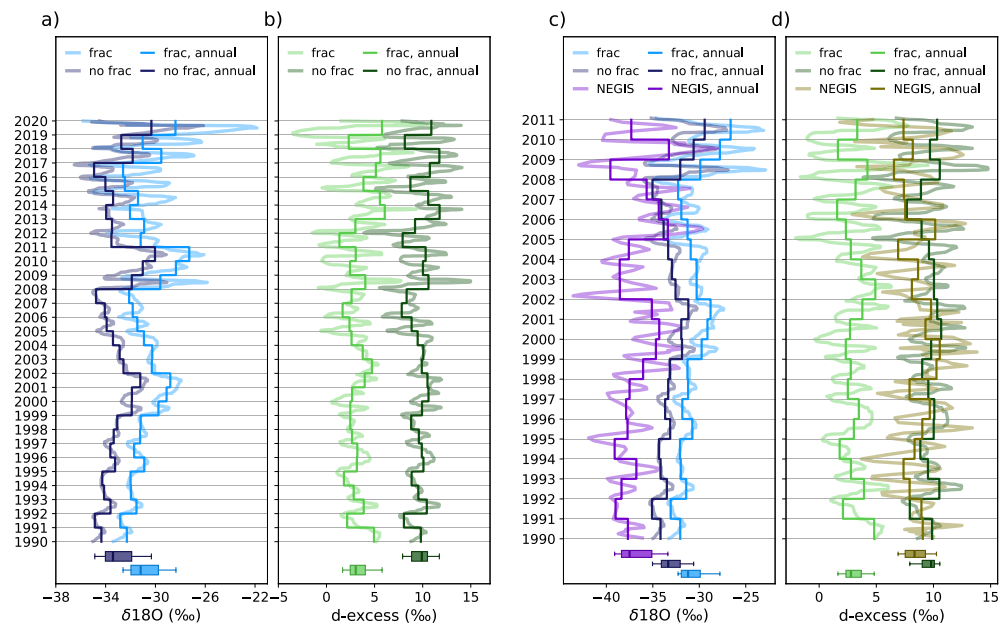 a)
b)
c)
d)
frac
frac, annual
no frac
no frac, annual
frac
frac, annual
no frac
no frac, annual
frac
frac, annual
no frac
no frac, annual
NEGIS
NEGIS, annual
frac
frac, annual
no frac
no frac, annual
NEGIS
NEGIS, annual
2020
2019
2018
2017
2016
2015
2014
2013
2012
2011
2010
2009
2008
2007
2006
2005
2004
2003
2002
2001
2000
1999
1998
1997
1996
1995
1994
1993
1992
1991
1990
2011
2010
2009
2008
2007
2006
2005
2004
2003
2002
2001
2000
1999
1998
1997
1996
1995
1994
1993
1992
1991
1990
−38 −34 −30 −26 −22
δ18O (‰)
−5 0 5 10 15
d-excess (‰)
−40 −35 −30 −25
δ18O (‰)
0 5 10 15
d-excess (‰)